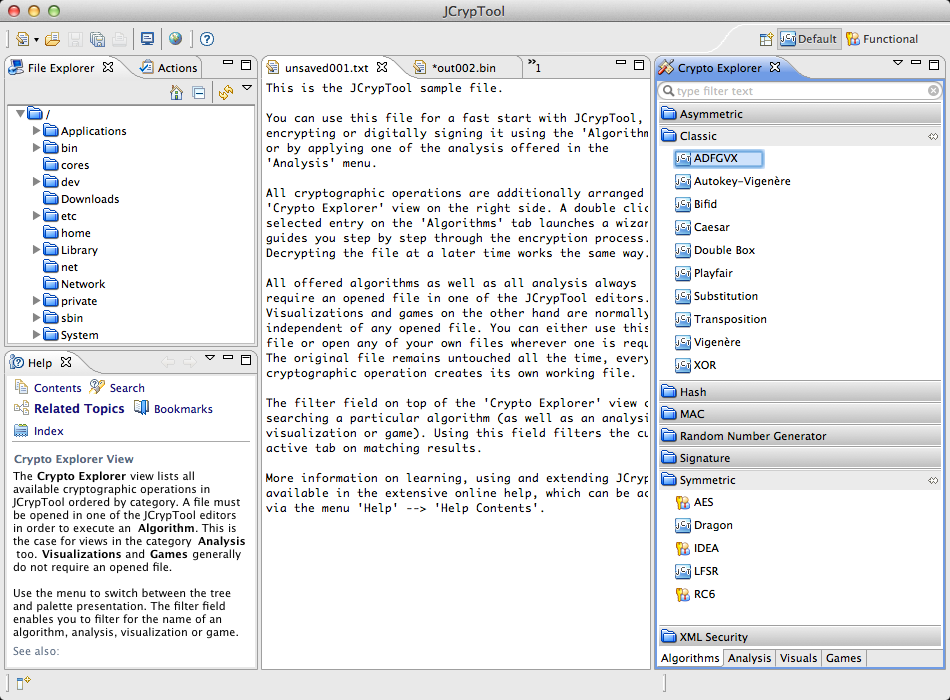 JCrypTool
Default
Functional
File Explorer
Actions
/
Applications
bin
cores
dev
Downloads
etc
home
Library
net
Network
private
sbin
System
Help
Contents
Search
Related Topics
Bookmarks
Index
Crypto Explorer View
The Crypto Explorer view lists all
available cryptographic operations in
JCrypTool ordered by category. A file must
be opened in one of the JCrypTool editors
in order to execute an Algorithm. This is
the case for views in the category Analysis
too. Visualizations and Games generally
do not require an opened file.
Use the menu to switch between the tree
and palette presentation. The filter field
enables you to filter for the name of an
algorithm, analysis, visualization or game.
See also:
unsaved001.txt
*out002.bin
»1
This is the JCrypTool sample file.
You can use this file for a fast start with JCrypTool,
encrypting or digitally signing it using the 'Algorithm
or by applying one of the analysis offered in the
'Analysis' menu.
All cryptographic operations are additionally arranged
'Crypto Explorer' view on the right side. A double clic
selected entry on the 'Algorithms' tab launches a wizar
guides you step by step through the encryption process.
Decrypting the file at a later time works the same way.
All offered algorithms as well as all analysis always
require an opened file in one of the JCrypTool editors.
Visualizations and games on the other hand are normally
independent of any opened file. You can either use this
file or open any of your own files wherever one is requ
The original file remains untouched all the time, every
cryptographic operation creates its own working file.
The filter field on top of the 'Crypto Explorer' view c
searching a particular algorithm (as well as an analysi
visualization or game). Using this field filters the cu
active tab on matching results.
More information on learning, using and extending JCryp
available in the extensive online help, which can be ac
via the menu 'Help' --> 'Help Contents'.
Crypto Explorer
type filter text
Asymmetric
Classic
ADFGVX
Autokey-Vigenère
Bifid
Caesar
Double Box
Playfair
Substitution
Transposition
Vigenère
XOR
Hash
MAC
Random Number Generator
Signature
Symmetric
AES
Dragon
IDEA
LFSR
RC6
XML Security
Algorithms
Analysis
Visuals
Games